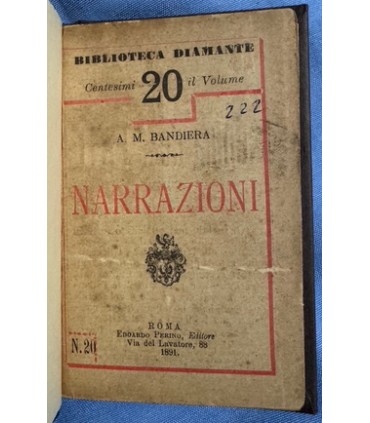 BIBLIOTECA DIAMANTE
Centesimi 20 il Volume
222
A. M. BANDIERA
NARRAZIONI
ROMA
EDOARDO PERINO, Editore
Via del Lavatore, 88
1891.
N. 20